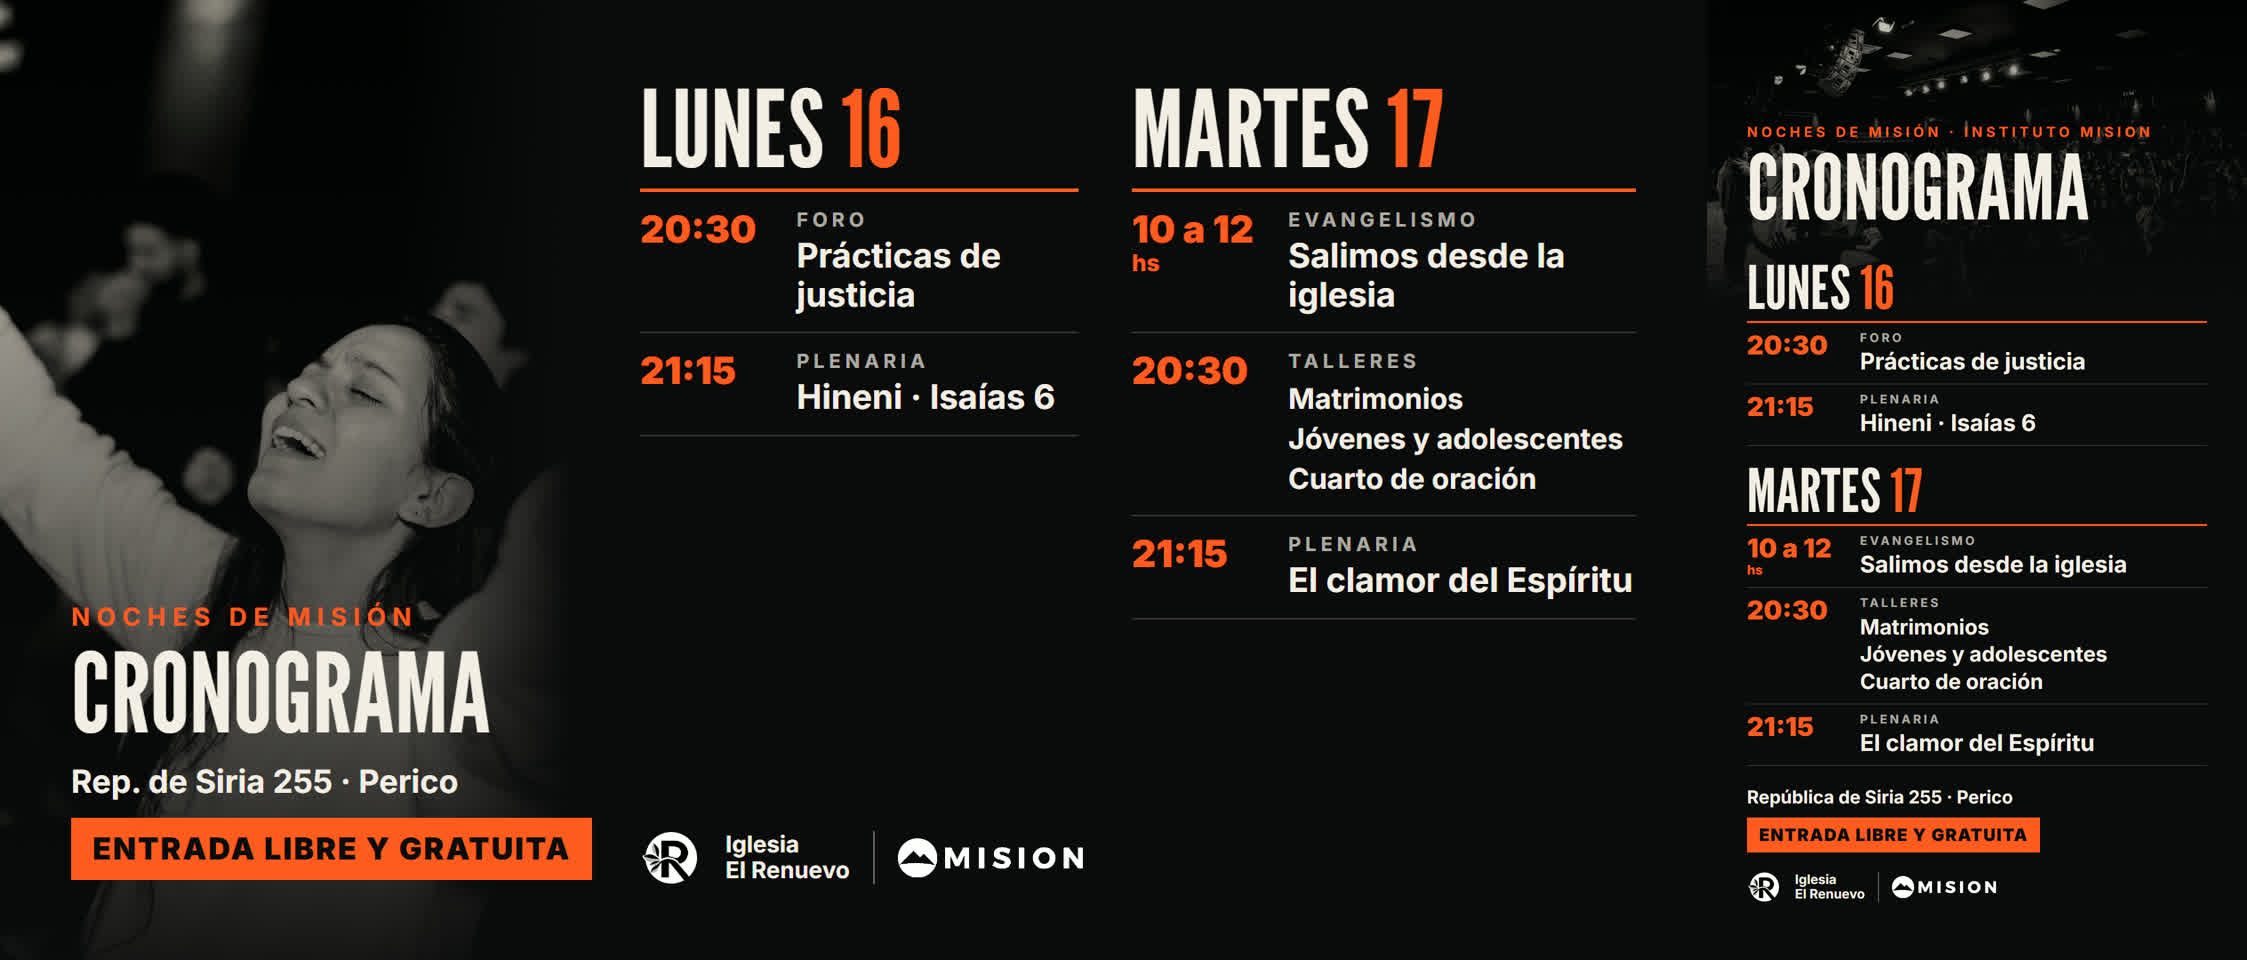 NOCHES DE MISIÓN
CRONOGRAMA
Rep. de Siria 255 · Perico
ENTRADA LIBRE Y GRATUITA
LUNES 16
20:30
FORO
Prácticas de
justicia
21:15
PLENARIA
Hineni · Isaías 6
MARTES 17
10 a 12
hs
EVANGELISMO
Salimos desde la
iglesia
20:30
TALLERES
Matrimonios
Jóvenes y adolescentes
Cuarto de oración
21:15
PLENARIA
El clamor del Espíritu
R
Iglesia
El Renuevo
MISION
NOCHES DE MISIÓN · INSTITUTO MISION
CRONOGRAMA
LUNES 16
20:30
FORO
Prácticas de justicia
21:15
PLENARIA
Hineni · Isaías 6
MARTES 17
10 a 12
hs
EVANGELISMO
Salimos desde la iglesia
20:30
TALLERES
Matrimonios
Jóvenes y adolescentes
Cuarto de oración
21:15
PLENARIA
El clamor del Espíritu
República de Siria 255 · Perico
ENTRADA LIBRE Y GRATUITA
R
Iglesia
El Renuevo
MISION